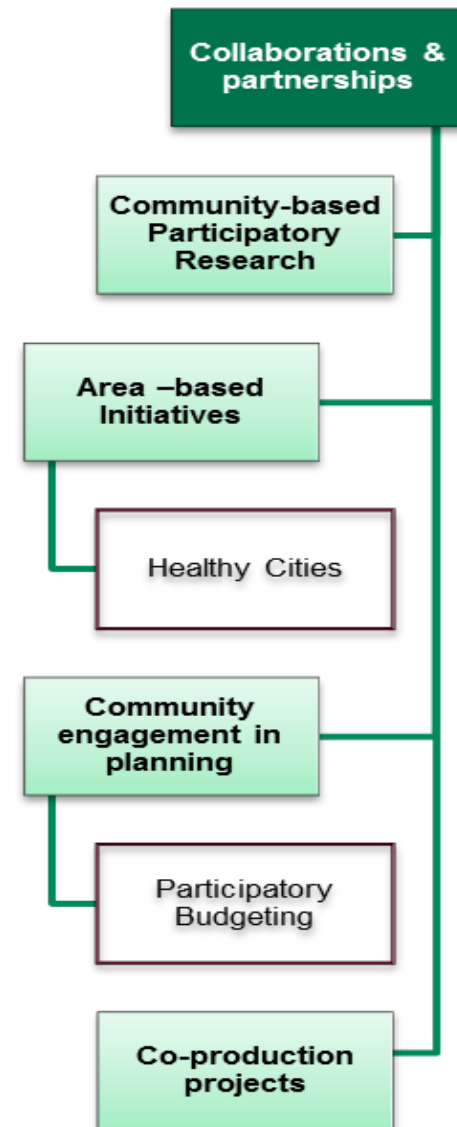 Collaborations &
partnerships
Community-based
Participatory
Research
Area –based
Initiatives
Healthy Cities
Community
engagement in
planning
Participatory
Budgeting
Co-production
projects